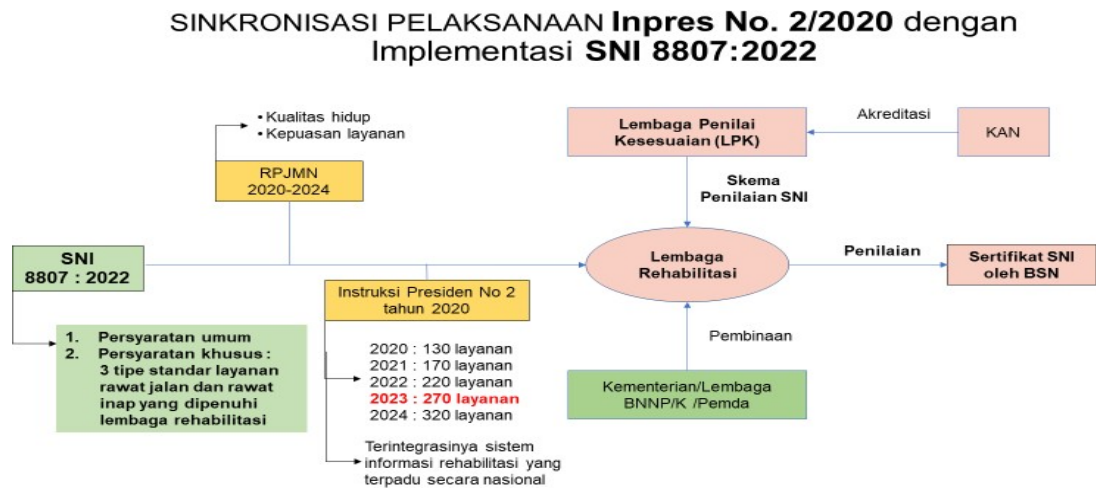 SINKRONISASI PELAKSANAAN Inpres No. 2/2020 dengan
Implementasi SNI 8807:2022
• Kualitas hidup
• Kepuasan layanan
RPJMN
2020-2024
SNI
8807 : 2022
1. Persyaratan umum
2. Persyaratan khusus :
3 tipe standar layanan
rawat jalan dan rawat
inap yang dipenuhi
lembaga rehabilitasi
Instruksi Presiden No 2
tahun 2020
2020 : 130 layanan
2021 : 170 layanan
2022 : 220 layanan
2023 : 270 layanan
2024 : 320 layanan
Terintegrasinya sistem
informasi rehabilitasi yang
terpadu secara nasional
Lembaga Penilai
Kesesuaian (LPK)
Akreditasi
KAN
Skema
Penilaian SNI
Lembaga
Rehabilitasi
Penilaian
Sertifikat SNI
oleh BSN
Pembinaan
Kementerian/Lembaga
BNNP/K /Pemda